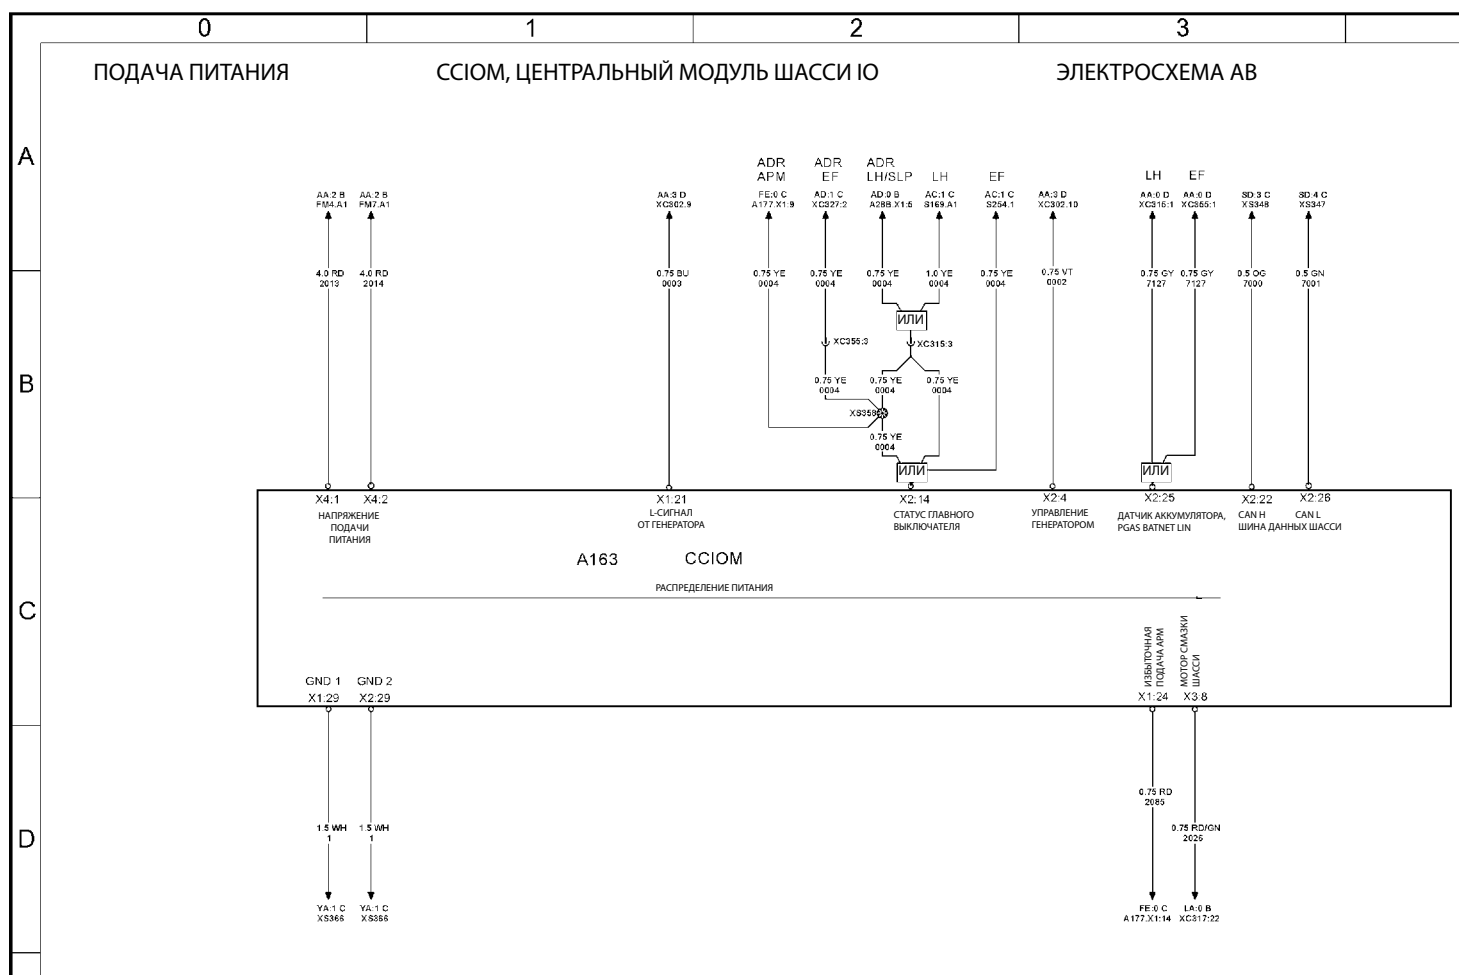 0 1 2 3
ПОДАЧА ПИТАНИЯ CCIOM, ЦЕНТРАЛЬНЫЙ МОДУЛЬ ШАССИ IO ЭЛЕКТРОСХЕМА AB
A
ADR ADR ADR
APM EF LH/SLP LH EF LH EF
AA:2 B AA:2 B AA:3 D FE:0 C AD:1 C AD:0 B AC:1 C AC:1 C AA:3 D AA:0 D AA:0 D SD:3 C SD:4 C
FM4.A1 FM7.A1 XC302.9 A177.X1:9 XC327:2 A28B.X1:5 S169.A1 S254.1 XC302.10 XC315:1 XC355:1 XS348 XS347
4.0 RD 4.0 RD 0.75 BU 0.75 YE 0.75 YE 0.75 YE 1.0 YE 0.75 YE 0.75 VT 0.75 GY 0.75 GY 0.5 OG 0.5 GN
2013 2014 0003 0004 0004 0004 0004 0004 0002 7127 7127 7000 7001
ИЛИ
XC355:3 XC315:3
B
0.75 YE 0.75 YE 0.75 YE
0004 0004 0004
0.75 YE
0004
ИЛИ ИЛИ
X4:1 X4:2 X1:21 X2:14 X2:4 X2:25 X2:22 X2:26
НАПРЯЖЕНИЕ
ПОДАЧИ
ПИТАНИЯ
L-СИГНАЛ
ОТ ГЕНЕРАТОРА
СТАТУС ГЛАВНОГО
ВЫКЛЮЧАТЕЛЯ
УПРАВЛЕНИЕ
ГЕНЕРАТОРОМ
ДАТЧИК АККУМУЛЯТОРА,
PGAS BATNET LIN
CAN H CAN L
ШИНА ДАННЫХ ШАССИ
A163 CCIOM
РАСПРЕДЕЛЕНИЕ ПИТАНИЯ
C
ИЗБЫТОЧНАЯ
ПОДАЧА APM
МОТОР СМАЗКИ
ШАССИ
GND 1 GND 2
X1:29 X2:29 X1:24 X3:8
0.75 RD
2085
D
1.5 WH 1.5 WH 0.75 RD/GN
1 1 2026
YA:1 C YA:1 C FE:0 C LA:0 B
XS366 XS366 A177.X1:14 XC317:22